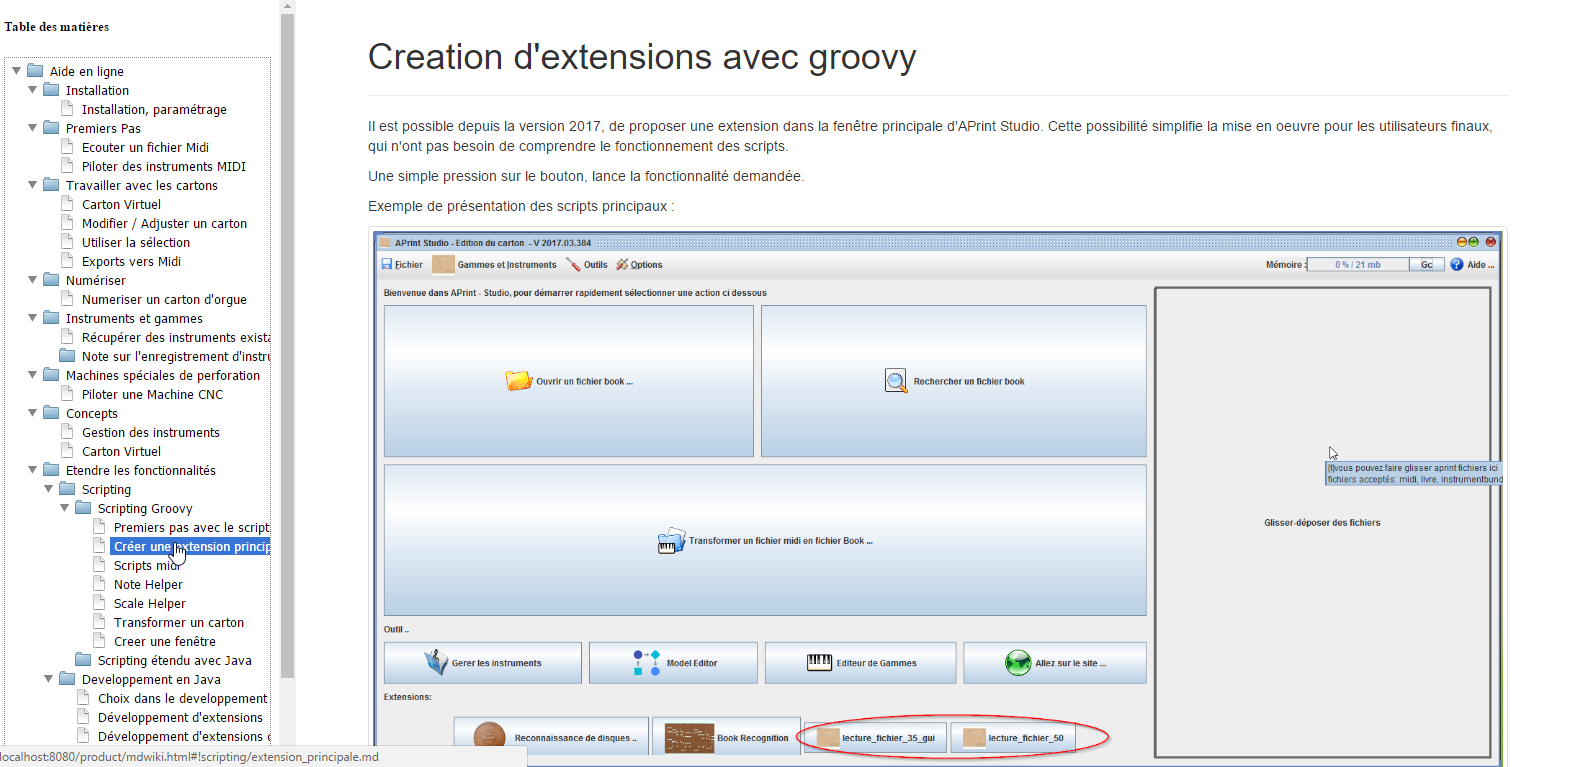 Table des matières
Aide en ligne
Installation
Installation, paramétrage
Premiers Pas
Ecouter un fichier Midi
Piloter des instruments MIDI
Travailler avec les cartons
Carton Virtuel
Modifier / Adjuster un carton
Utiliser la sélection
Exports vers Midi
Numériser
Numeriser un carton d'orgue
Instruments et gammes
Récupérer des instruments exista
Note sur l'enregistrement d'instru
Machines spéciales de perforation
Piloter une Machine CNC
Concepts
Gestion des instruments
Carton Virtuel
Etendre les fonctionnalités
Scripting
Scripting Groovy
Premiers pas avec le script
Créer une extension princip
Scripts midi
Note Helper
Scale Helper
Transformer un carton
Creer une fenêtre
Scripting étendu avec Java
Developpement en Java
Choix dans le developpement
Développement d'extensions
Développement d'extensions e
localhost:8080/product/mdwiki.html#!scripting/extension_principale.md
Creation d'extensions avec groovy
Il est possible depuis la version 2017, de proposer une extension dans la fenêtre principale d'APrint Studio. Cette possibilité simplifie la mise en oeuvre pour les utilisateurs finaux,
qui n'ont pas besoin de comprendre le fonctionnement des scripts.
Une simple pression sur le bouton, lance la fonctionnalité demandée.
Exemple de présentation des scripts principaux :
APrint Studio - Edition du carton - V 2017.03.384
Fichier Gammes et Instruments Outils Options Mémoire : 0 % / 21 mb Gc Aide ...
Bienvenue dans APrint - Studio, pour démarrer rapidement sélectionner une action ci dessous
Ouvrir un fichier book ...
Rechercher un fichier book
Transformer un fichier midi en fichier Book ...
[t]vous pouvez faire glisser aprint fichiers ici
fichiers acceptés: midi, livre, instrumentbund
Glisser-déposer des fichiers
Outil ..
Gerer les instruments
Model Editor
Editeur de Gammes
Allez sur le site ...
Extensions:
Reconnaissance de disques ..
Book Recognition
lecture_fichier_35_gui
lecture_fichier_50